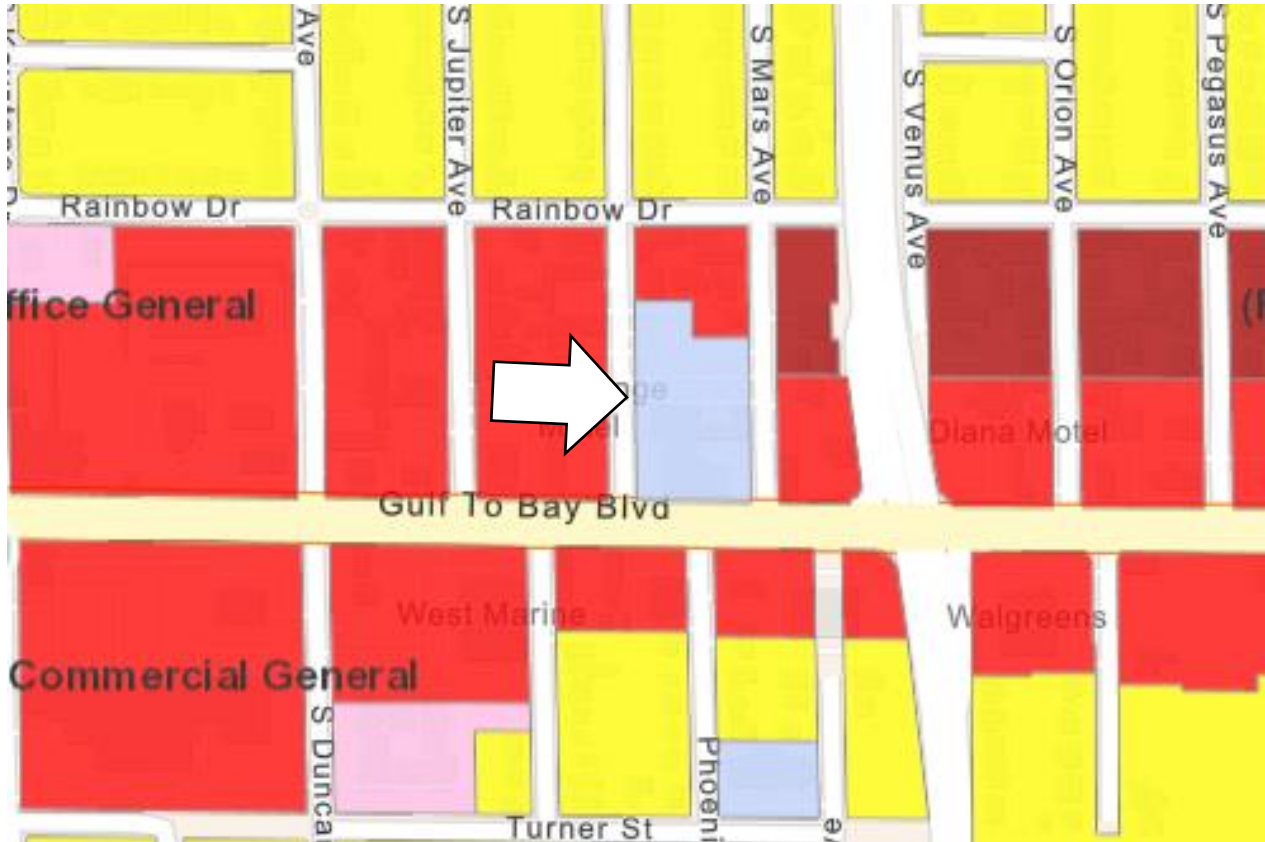 Ave
S Jupiter Ave
S Mars Ave
S Venus Ave
S Orion Ave
S Pegasus Ave
Rainbow Dr
Rainbow Dr
ffice General
(F
Diana Motel
Gulf To Bay Blvd
West Marine
Walgreens
Commercial General
S Dunca
Phoeni
Turner St